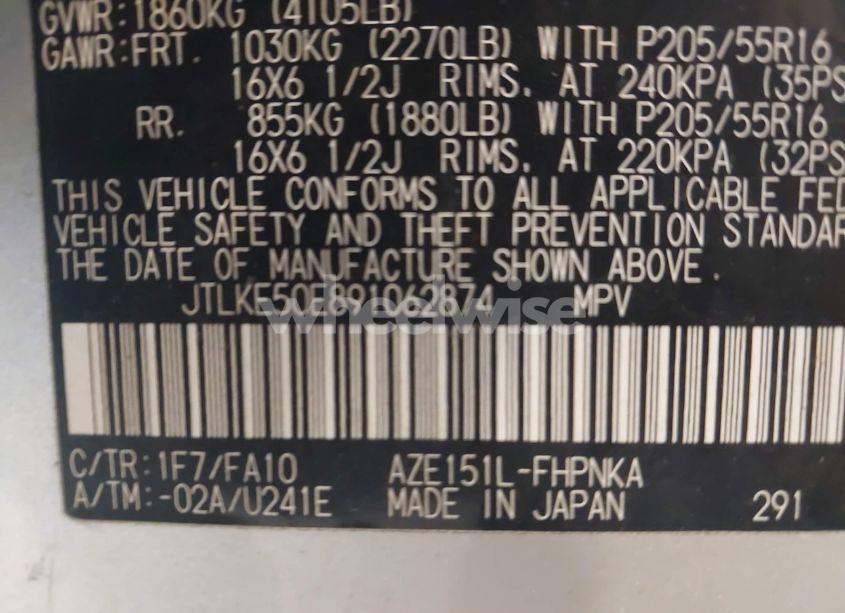 GVWR:1860KG (4105LB)
GAWR:FRT. 1030KG (2270LB) WITH P205/55R16
16X6 1/2J RIMS. AT 240KPA (35PS
RR. 855KG (1880LB) WITH P205/55R16
16X6 1/2J RIMS. AT 220KPA (32PS
THIS VEHICLE CONFORMS TO ALL APPLICABLE FED
VEHICLE SAFETY AND THEFT PREVENTION STANDAR
THE DATE OF MANUFACTURE SHOWN ABOVE.
JTLKE50E891062874 MPV
wheelwise
C/TR:1F7/FA10 AZE151L-FHPNKA
A/TM:-02A/U241E MADE IN JAPAN 291